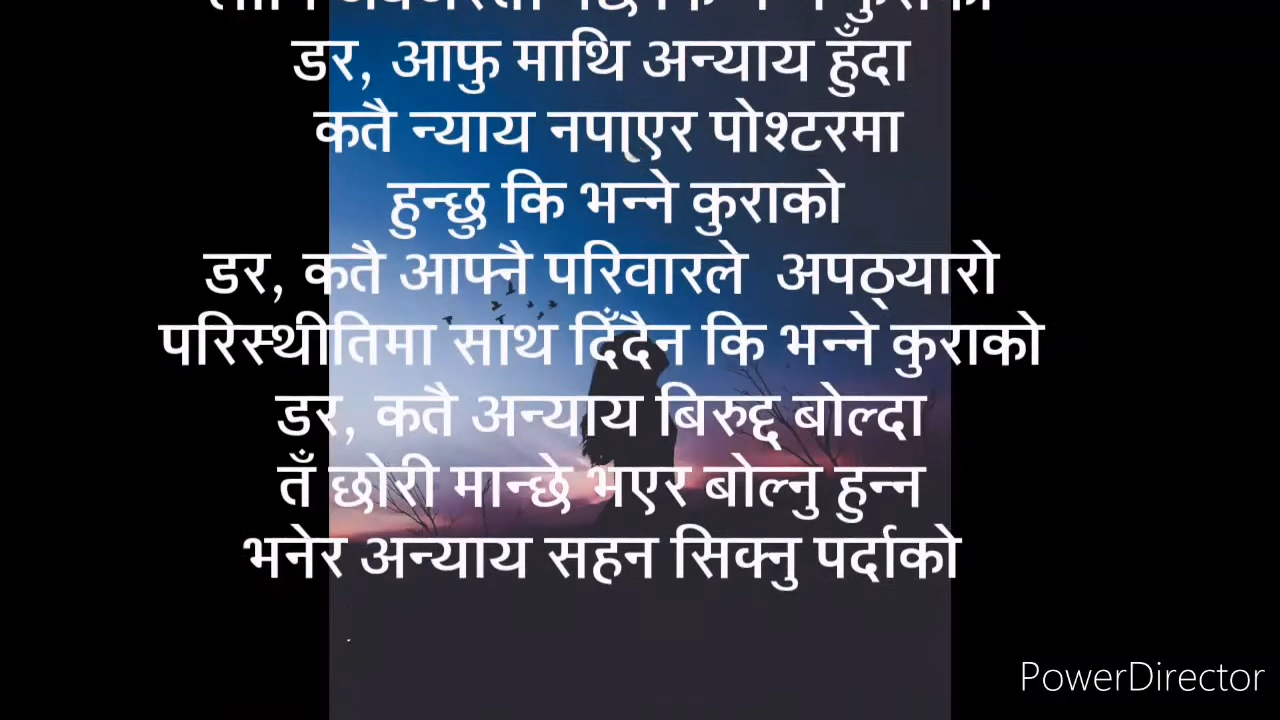 डर, आफु माथि अन्याय हुँदा
कतै न्याय नपा्एर पोश्टरमा
हुन्छु कि भन्ने कुराको
डर, कतै आफ्नै परिवारले अपठ्यारो
परिस्थीतिमा साथ दिँदैन कि भन्ने कुराको
डर, कतै अन्याय बिरुद्द बोल्दा
तँ छोरी मान्छे भएर बोल्नु हुन्न
भनेर अन्याय सहन सिक्नु पर्दाको
PowerDirector